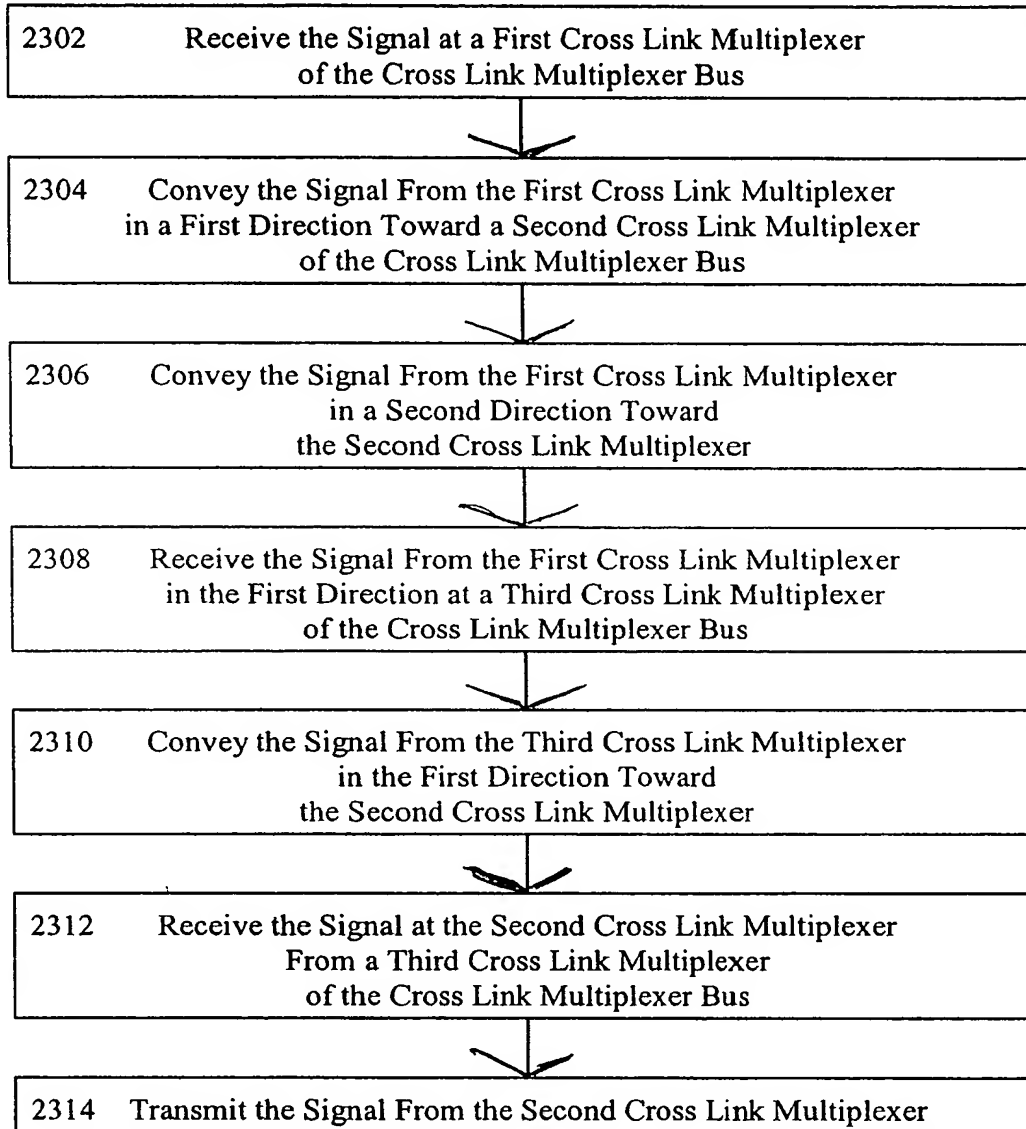 2302 Receive the Signal at a First Cross Link Multiplexer
of the Cross Link Multiplexer Bus
2304 Convey the Signal From the First Cross Link Multiplexer
in a First Direction Toward a Second Cross Link Multiplexer
of the Cross Link Multiplexer Bus
2306 Convey the Signal From the First Cross Link Multiplexer
in a Second Direction Toward
the Second Cross Link Multiplexer
2308 Receive the Signal From the First Cross Link Multiplexer
in the First Direction at a Third Cross Link Multiplexer
of the Cross Link Multiplexer Bus
2310 Convey the Signal From the Third Cross Link Multiplexer
in the First Direction Toward
the Second Cross Link Multiplexer
2312 Receive the Signal at the Second Cross Link Multiplexer
From a Third Cross Link Multiplexer
of the Cross Link Multiplexer Bus
2314 Transmit the Signal From the Second Cross Link Multiplexer